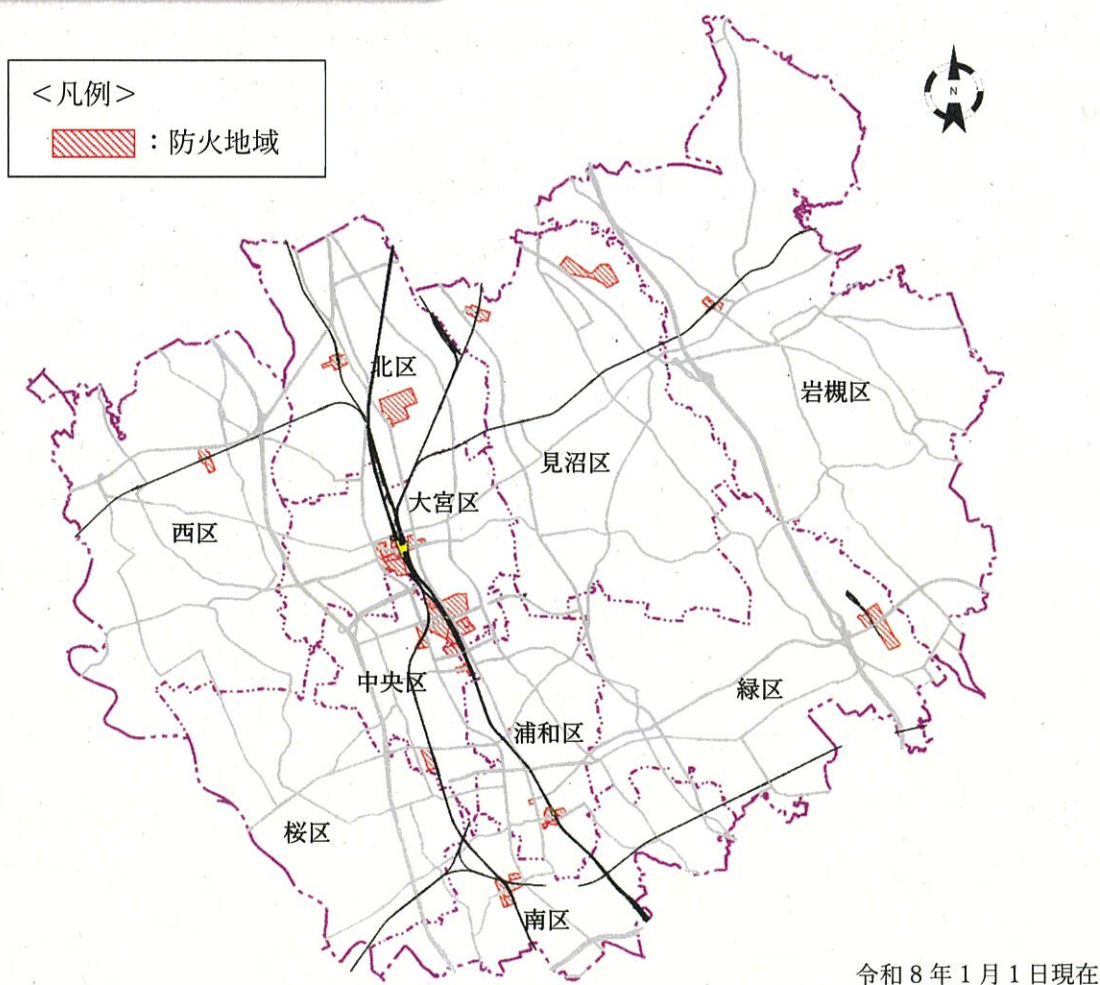 <凡例>
：防火地域
N
北区
岩槻区
見沼区
大宮区
西区
中央区
緑区
浦和区
桜区
南区
令和8年1月1日現在